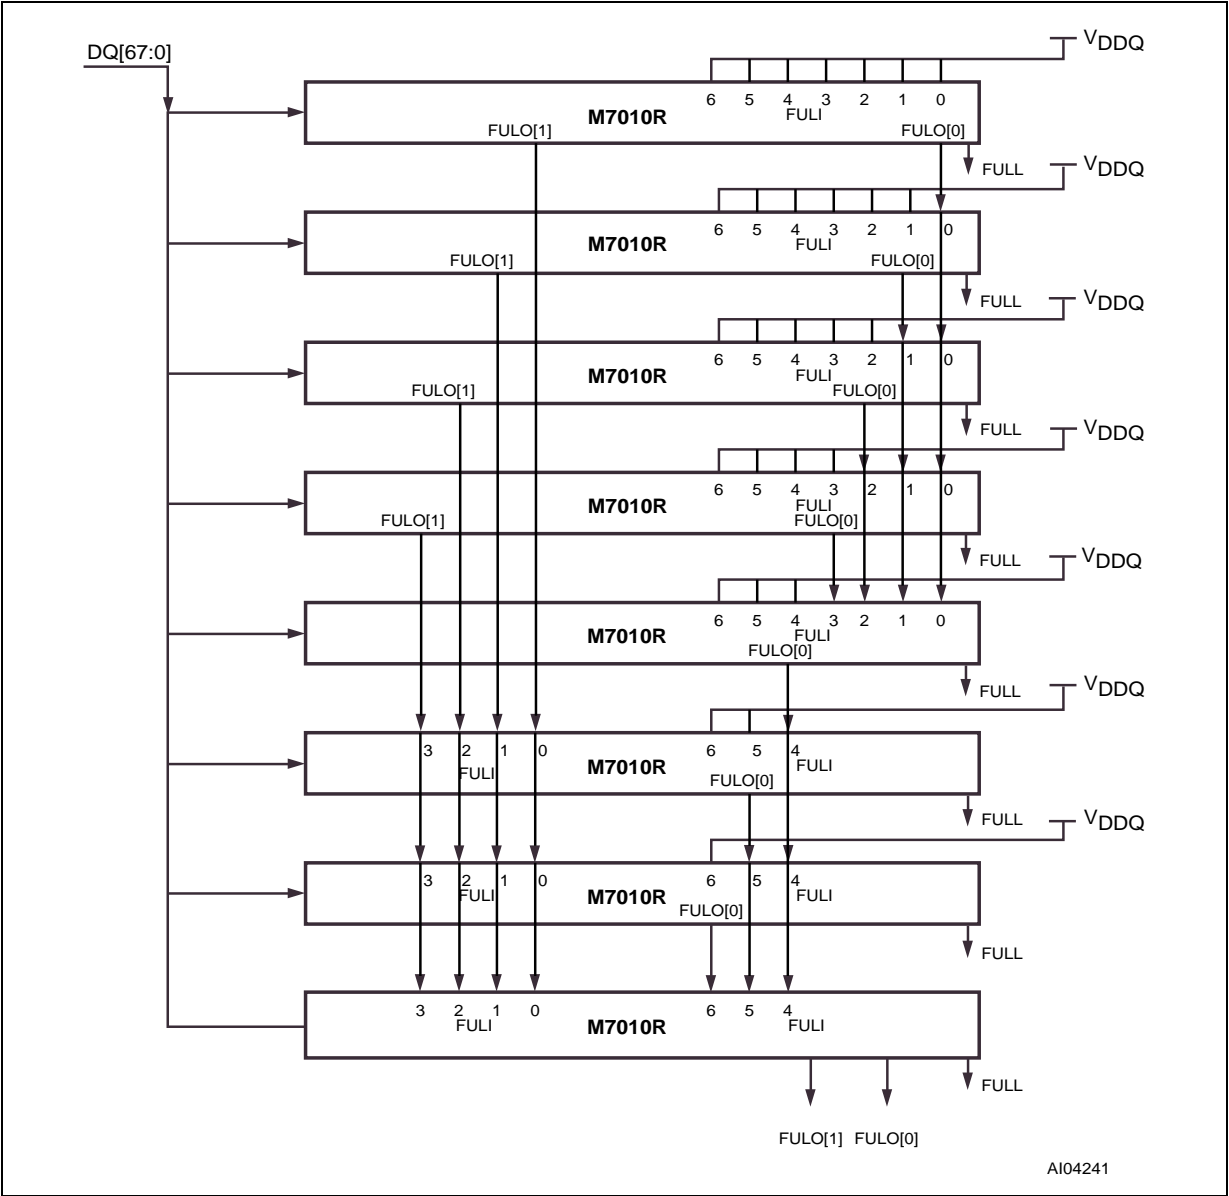 DQ[67:0]
VDDQ
6 5 4 3 2 1 0
FULI
M7010R
FULO[1] FULO[0]
FULL
VDDQ
6 5 4 3 2 1 0
M7010R FULI
FULO[1] FULO[0]
FULL
VDDQ
6 5 4 3 2 1 0
M7010R FULI
FULO[1] FULO[0]
FULL
VDDQ
6 5 4 3 2 1 0
M7010R FULI
FULO[1] FULO[0]
FULL
VDDQ
6 5 4 3 2 1 0
M7010R FULI
FULO[0]
FULL
VDDQ
3 2 1 0 6 5 4
FULI M7010R FULI
FULO[0]
FULL
VDDQ
3 2 1 0 6 5 4
FULI M7010R FULI
FULO[0]
FULL
3 2 1 0 6 5 4
FULI M7010R FULI
FULL
FULO[1] FULO[0]
AI04241